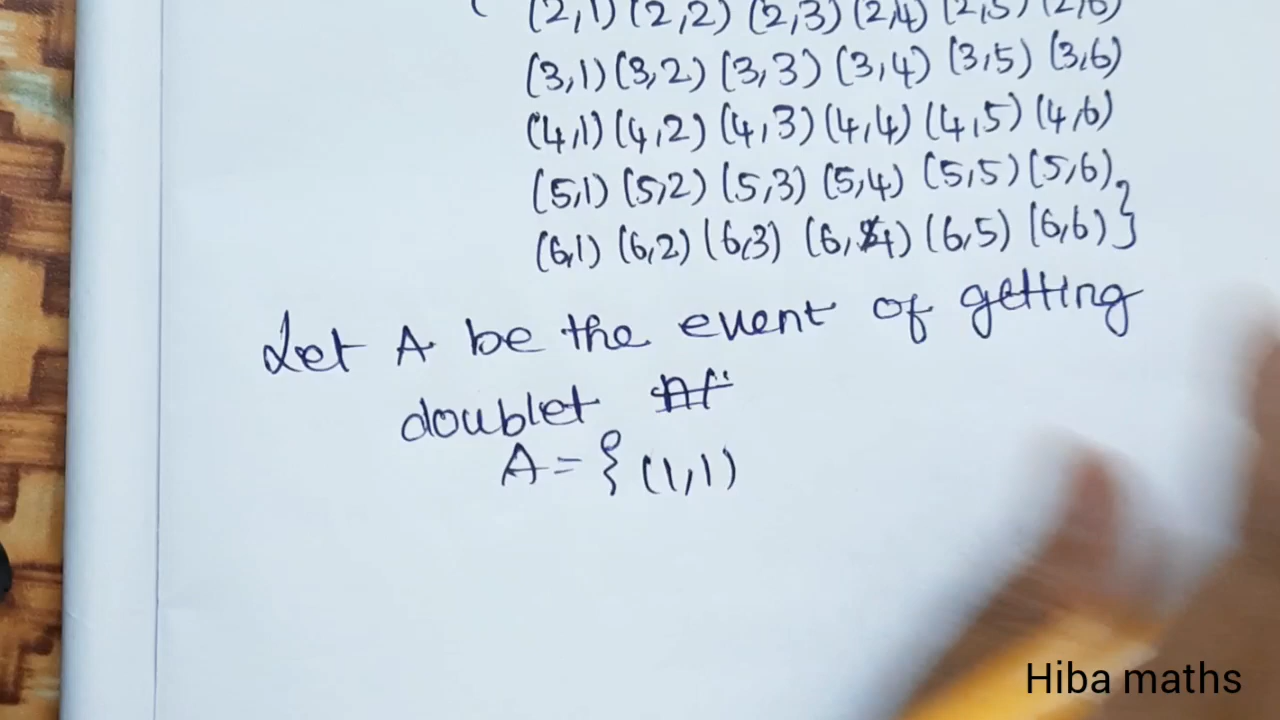 (2,1) (2,2) (2,3) (2,4) (2,5) (2,6)
(3,1) (3,2) (3,3) (3,4) (3,5) (3,6)
(4,1) (4,2) (4,3) (4,4) (4,5) (4,6)
(5,1) (5,2) (5,3) (5,4) (5,5) (5,6),
(6,1) (6,2) (6,3) (6,4) (6,5) (6,6) }
Let A be the event of getting
doublet
A = { (1,1)
Hiba maths